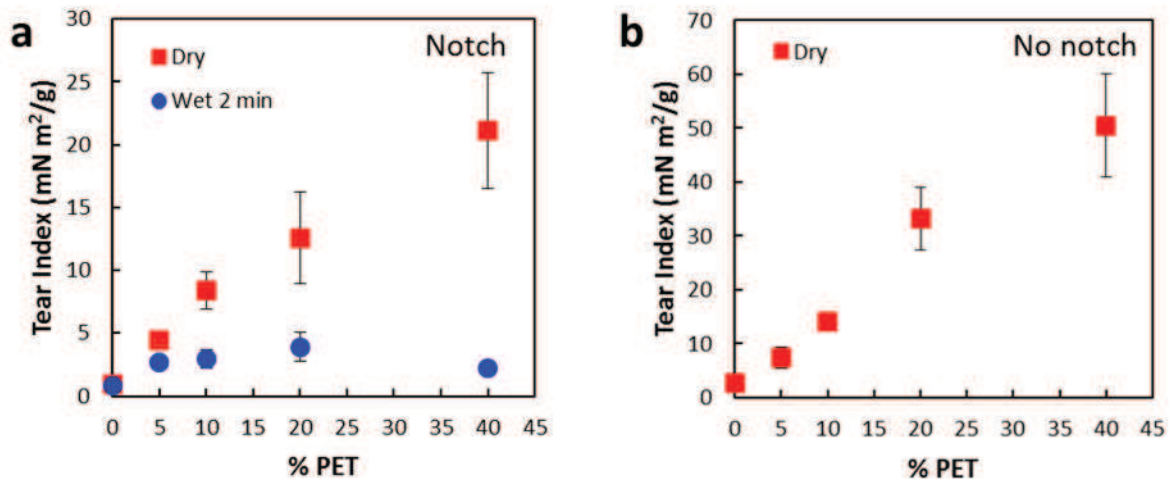 a
Notch
Dry
Wet 2 min
Tear Index (mN m²/g)
30
25
20
15
10
5
0
0 5 10 15 20 25 30 35 40 45
% PET
b
No notch
Dry
Tear Index (mN m²/g)
70
60
50
40
30
20
10
0
0 5 10 15 20 25 30 35 40 45
% PET